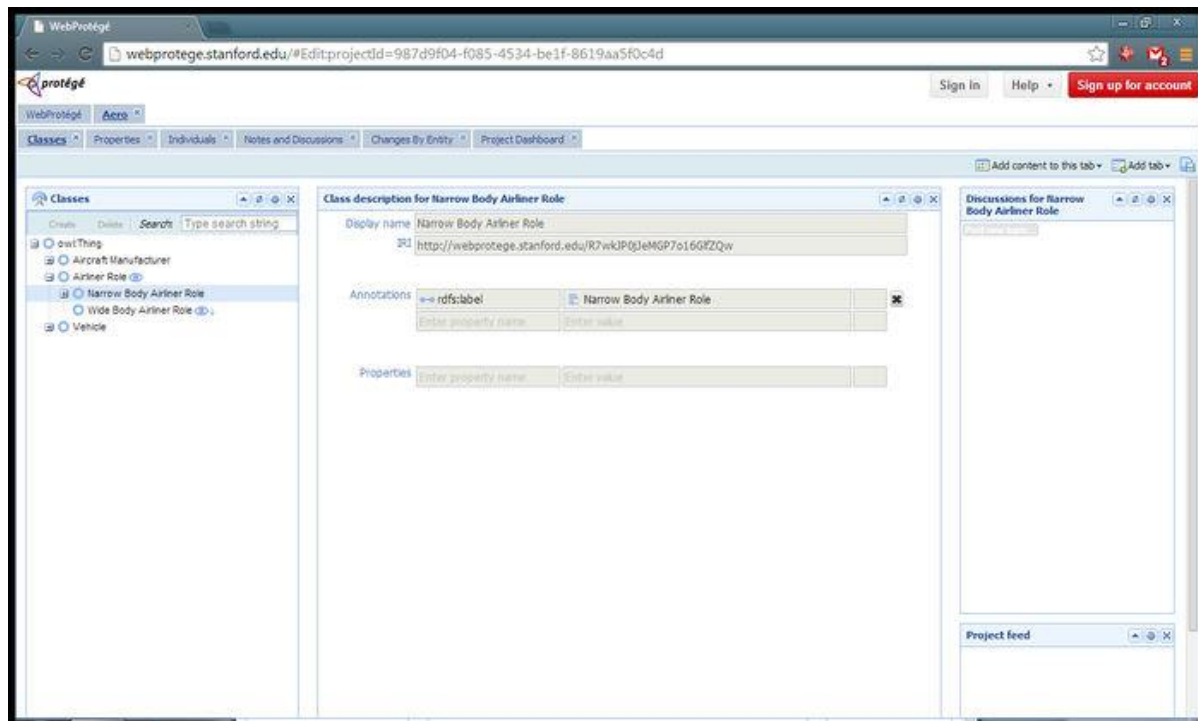 WebProtégé
webprotege.stanford.edu/#Edit:projectId=987d9f04-f085-4534-be1f-8619aa5f0c4d
protégé
Sign in Help Sign up for account
WebProtégé Aero
Classes Properties Individuals Notes and Discussions Changes By Entity Project Dashboard
Add content to this tab Add tab
Classes
Create Delete Search: Type search string
owl:Thing
Aircraft Manufacturer
Airliner Role
Narrow Body Airliner Role
Wide Body Airliner Role
Vehicle
Class description for Narrow Body Airliner Role
Display name Narrow Body Airliner Role
IRI http://webprotege.stanford.edu/
Annotations rdfs:label Narrow Body Airliner Role
Enter property name Enter value
Properties Enter property name Enter value
Discussions for Narrow Body Airliner Role
Post new topic...
Project feed